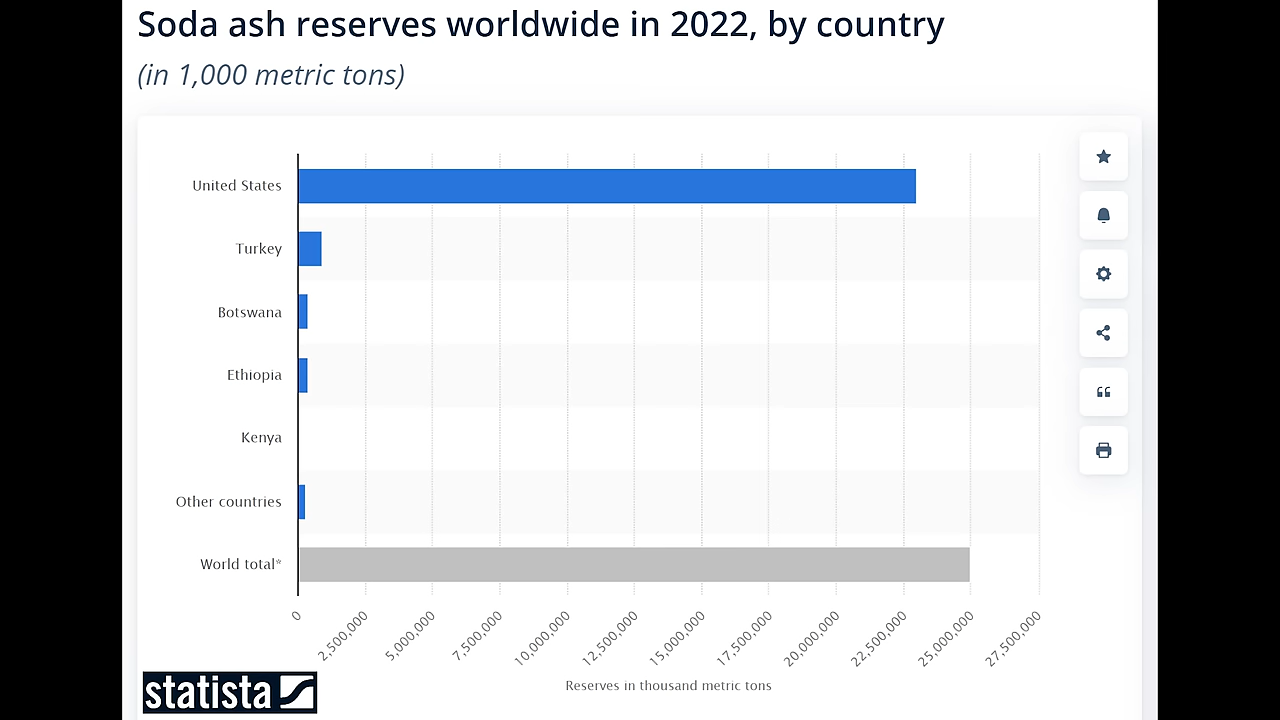 Soda ash reserves worldwide in 2022, by country
(in 1,000 metric tons)
United States
Turkey
Botswana
Ethiopia
Kenya
Other countries
World total*
0
2,500,000
5,000,000
7,500,000
10,000,000
12,500,000
15,000,000
17,500,000
20,000,000
22,500,000
25,000,000
27,500,000
Reserves in thousand metric tons
statista